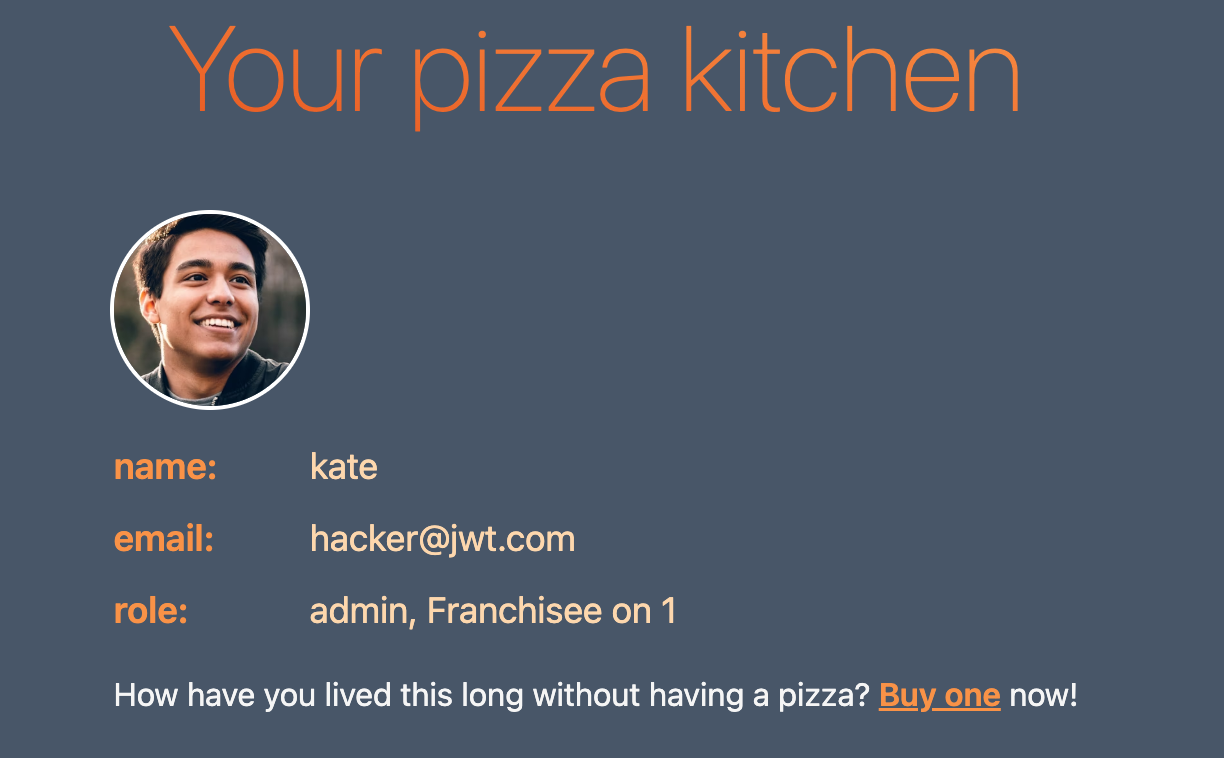 Your pizza kitchen
name: kate
email: hacker@jwt.com
role: admin, Franchisee on 1
How have you lived this long without having a pizza? Buy one now!